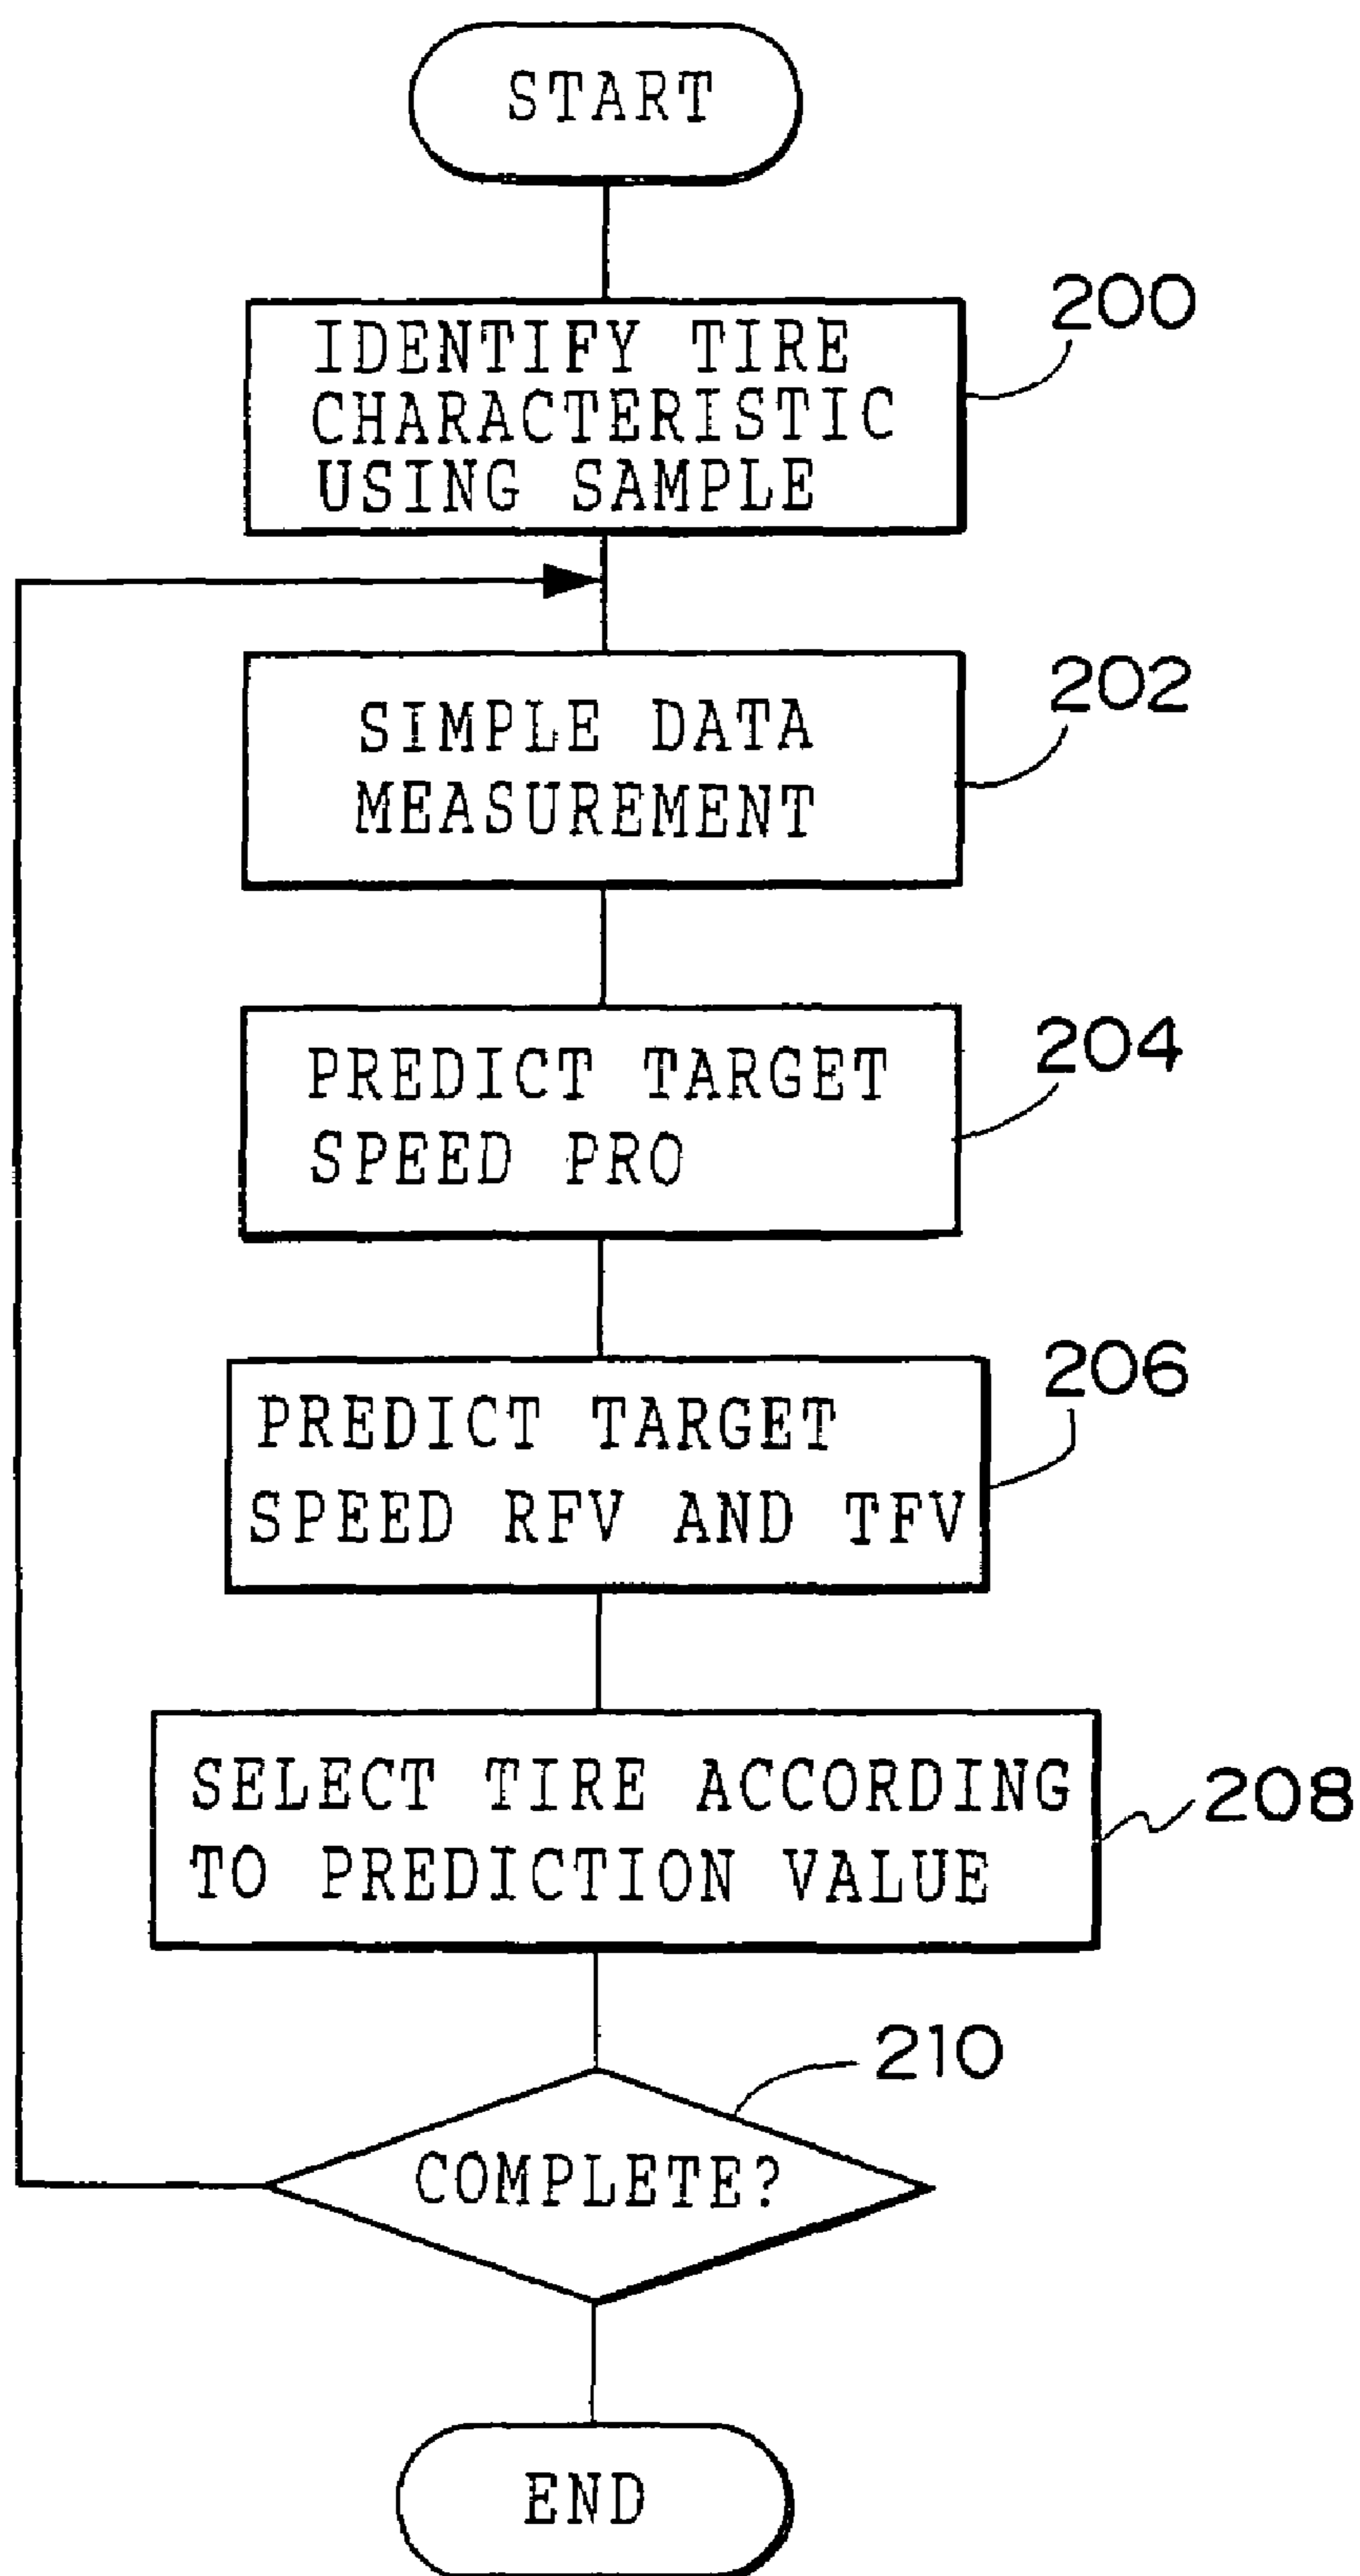 START
200
IDENTIFY TIRE
CHARACTERISTIC
USING SAMPLE
202
SIMPLE DATA
MEASUREMENT
204
PREDICT TARGET
SPEED PRO
206
PREDICT TARGET
SPEED RFV AND TFV
208
SELECT TIRE ACCORDING
TO PREDICTION VALUE
210
COMPLETE?
END